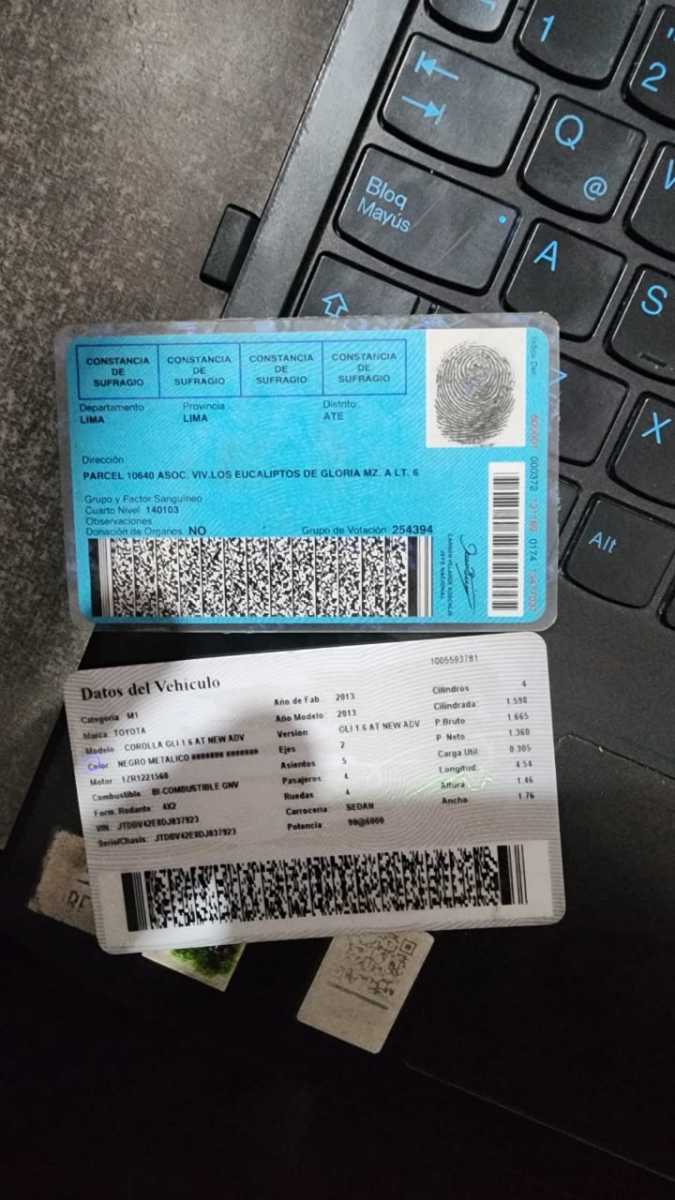 1
2
Q
@
Bloq
Mayús
A
S
X
Alt
CONSTANCIA DE SUFRAGIO
CONSTANCIA DE SUFRAGIO
CONSTANCIA DE SUFRAGIO
CONSTANCIA DE SUFRAGIO
Departamento Provincia Distrito
LIMA LIMA ATE
Dirección
PARCEL 10640 ASOC. VIV.LOS EUCALIPTOS DE GLORIA MZ. A LT. 6
Grupo y Factor Sanguíneo
Cuarto Nivel 140103
Observaciones
Donación de Organos NO Grupo de Votación 254394
JEFE NACIONAL
1005593781
Datos del Vehículo
Categoria M1
Marca TOYOTA
Modelo COROLLA GLI 1 6 AT NEW ADV
Color NEGRO METALICO
Motor 1ZR1221568
Combustible BI-COMBUSTIBLE GNV
Form. Rodante 4X2
VIN JTDBV42E8DJ837923
Serie/Chasis JTDBV42E8DJ837923
Año de Fab. 2013
Año Modelo 2013
Version GLI 1 6 AT NEW ADV
Ejes 2
Asientos 5
Pasajeros 4
Ruedas 4
Carroceria SEDAN
Potencia 90@6000
Cilindros 4
Cilindrada 1.598
P.Bruto 1.665
P. Neto 1.360
Carga Util 0.305
Longitud 4.54
Altura 1.46
Ancho 1.76